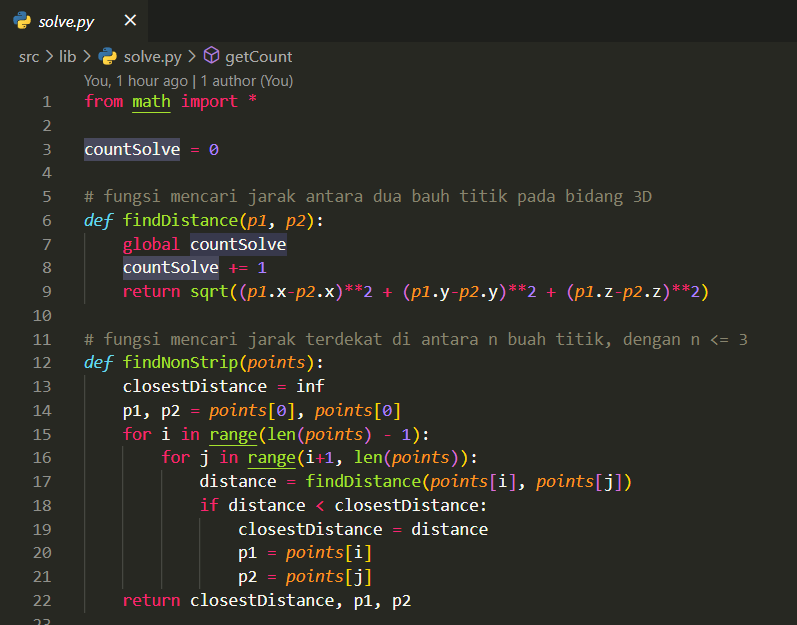 solve.py ×
src > lib > solve.py > getCount
You, 1 hour ago | 1 author (You)
1 from math import *
2
3 countSolve = 0
4
5 # fungsi mencari jarak antara dua bauh titik pada bidang 3D
6 def findDistance(p1, p2):
7     global countSolve
8     countSolve += 1
9     return sqrt((p1.x-p2.x)**2 + (p1.y-p2.y)**2 + (p1.z-p2.z)**2)
10
11 # fungsi mencari jarak terdekat di antara n buah titik, dengan n <= 3
12 def findNonStrip(points):
13     closestDistance = inf
14     p1, p2 = points[0], points[0]
15     for i in range(len(points) - 1):
16         for j in range(i+1, len(points)):
17             distance = findDistance(points[i], points[j])
18             if distance < closestDistance:
19                 closestDistance = distance
20                 p1 = points[i]
21                 p2 = points[j]
22     return closestDistance, p1, p2
23